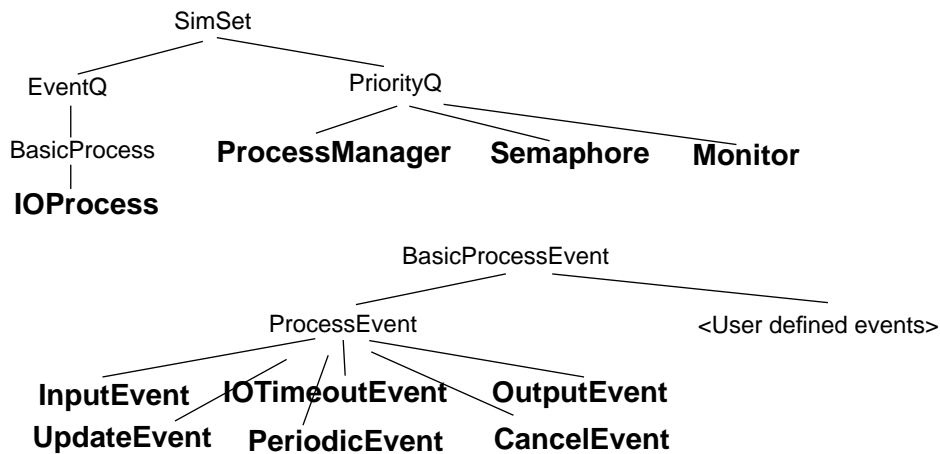 SimSet
EventQ
PriorityQ
BasicProcess
ProcessManager
Semaphore
Monitor
IOProcess
BasicProcessEvent
ProcessEvent
<User defined events>
InputEvent
IOTimeoutEvent
OutputEvent
UpdateEvent
PeriodicEvent
CancelEvent